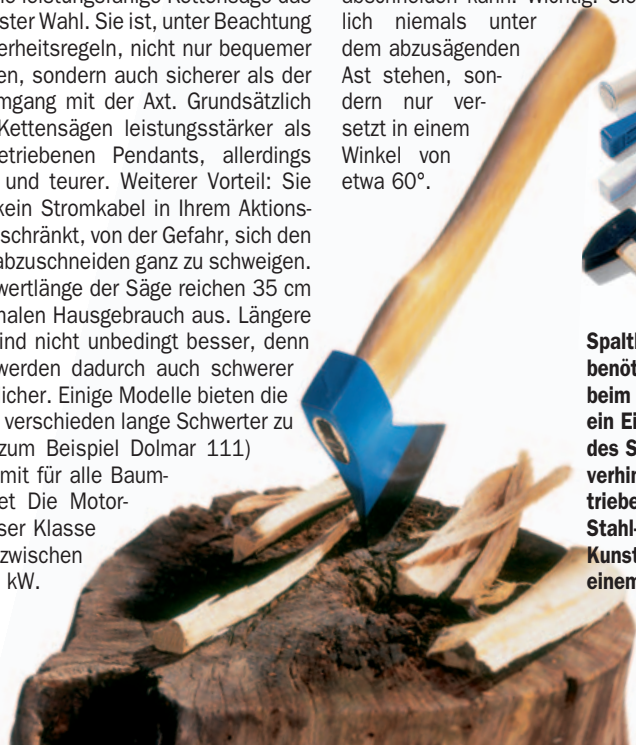 leistungsfähige Kettensäge das
ster Wahl. Sie ist, unter Beachtung
erheitsregeln, nicht nur bequemer
en, sondern auch sicherer als der
mgang mit der Axt. Grundsätzlich
Kettensägen leistungsstärker als
etriebenen Pendants, allerdings
und teurer. Weiterer Vorteil: Sie
kein Stromkabel in Ihrem Aktions-
schränkt, von der Gefahr, sich den
abzuschneiden ganz zu schweigen.
wertlänge der Säge reichen 35 cm
malen Hausgebrauch aus. Längere
ind nicht unbedingt besser, denn
werden dadurch auch schwerer
licher. Einige Modelle bieten die
verschieden lange Schwerter zu
zum Beispiel Dolmar 111)
mit für alle Baum-
et Die Motor-
ser Klasse
zwischen
kW.
abschneiden kann. Wichtig: Sie
lich niemals unter
dem abzusägenden
Ast stehen, son-
dern nur ver-
setzt in einem
Winkel von
etwa 60°.
Spaltl
benöt
beim
ein Ei
des S
verhin
triebe
Stahl-
Kunst
einem